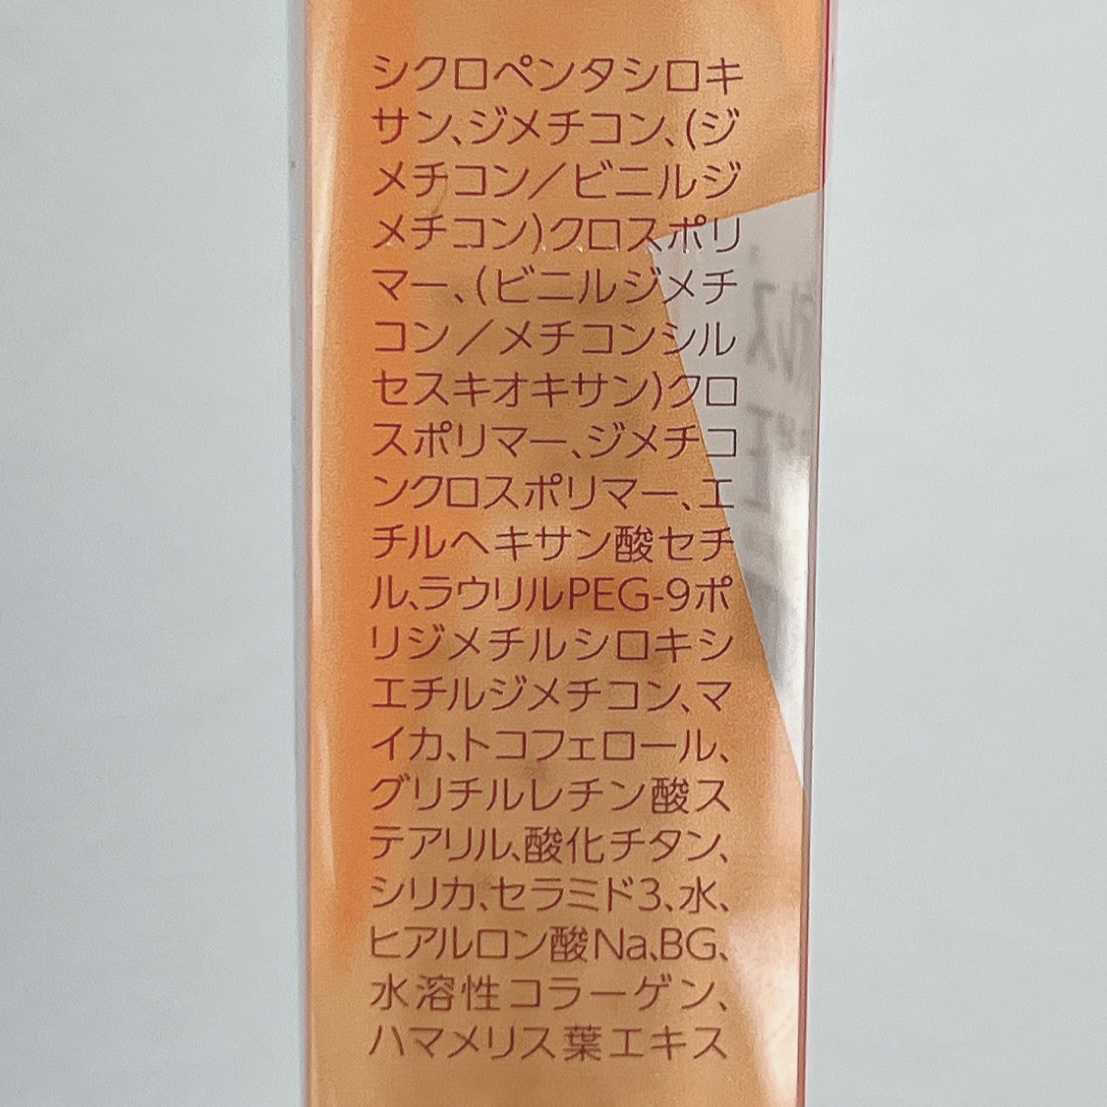 シクロペンタシロキ
サン、ジメチコン、(ジ
メチコン／ビニルジ
メチコン)クロスポリ
マー、(ビニルジメチ
コン／メチコンシル
セスキオキサン)クロ
スポリマー、ジメチコ
ンクロスポリマー、エ
チルヘキサン酸セチ
ル、ラウリルPEG-9ポ
リジメチルシロキシ
エチルジメチコン、マ
イカ、トコフェロール、
グリチルレチン酸ス
テアリル、酸化チタン、
シリカ、セラミド3、水、
ヒアルロン酸Na、BG、
水溶性コラーゲン、
ハマメリス葉エキス